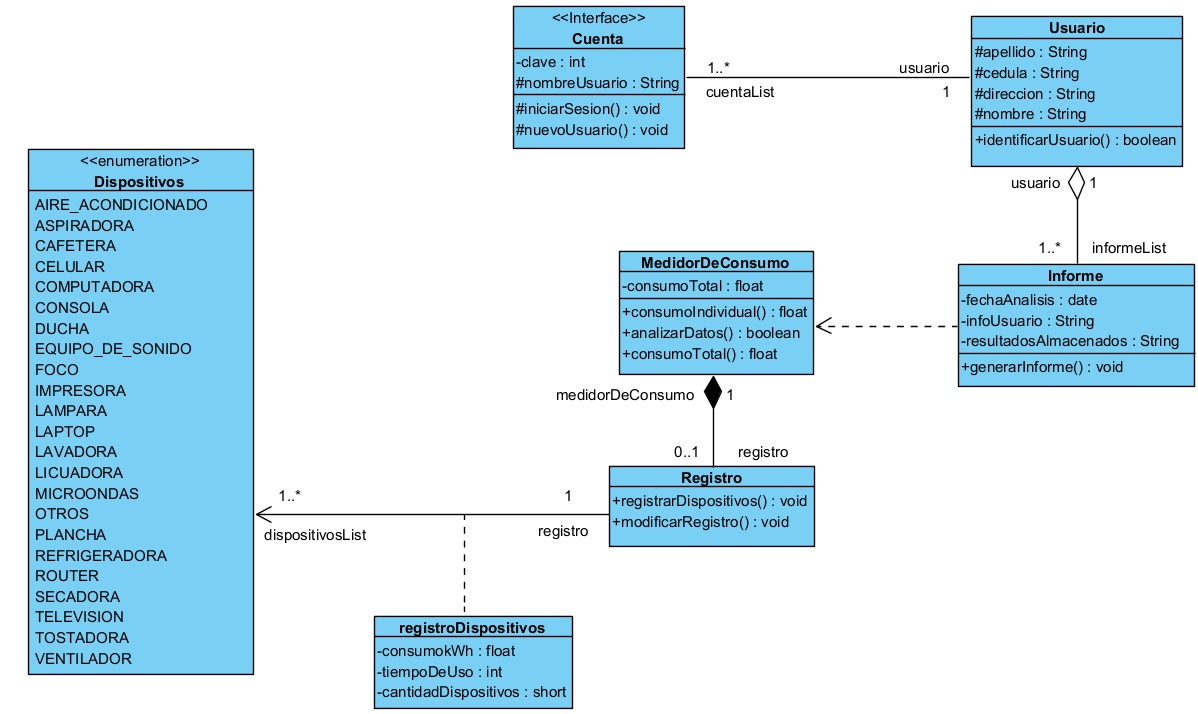 <<Interface>>
Cuenta
-clave : int
#nombreUsuario : String
#iniciarSesion() : void
#nuevoUsuario() : void
1..*
usuario
cuentaList
1
Usuario
#apellido : String
#cedula : String
#direccion : String
#nombre : String
+identificarUsuario() : boolean
usuario
1
1..*
informeList
Informe
-fechaAnalisis : date
-infoUsuario : String
-resultadosAlmacenados : String
+generarInforme() : void
<<enumeration>>
Dispositivos
AIRE_ACONDICIONADO
ASPIRADORA
CAFETERA
CELULAR
COMPUTADORA
CONSOLA
DUCHA
EQUIPO_DE_SONIDO
FOCO
IMPRESORA
LAMPARA
LAPTOP
LAVADORA
LICUADORA
MICROONDAS
OTROS
PLANCHA
REFRIGERADORA
ROUTER
SECADORA
TELEVISION
TOSTADORA
VENTILADOR
MedidorDeConsumo
-consumoTotal : float
+consumoIndividual() : float
+analizarDatos() : boolean
+consumoTotal() : float
medidorDeConsumo
1
0..1
registro
Registro
+registrarDispositivos() : void
+modificarRegistro() : void
1..*
1
dispositivosList
registro
registroDispositivos
-consumokWh : float
-tiempoDeUso : int
-cantidadDispositivos : short